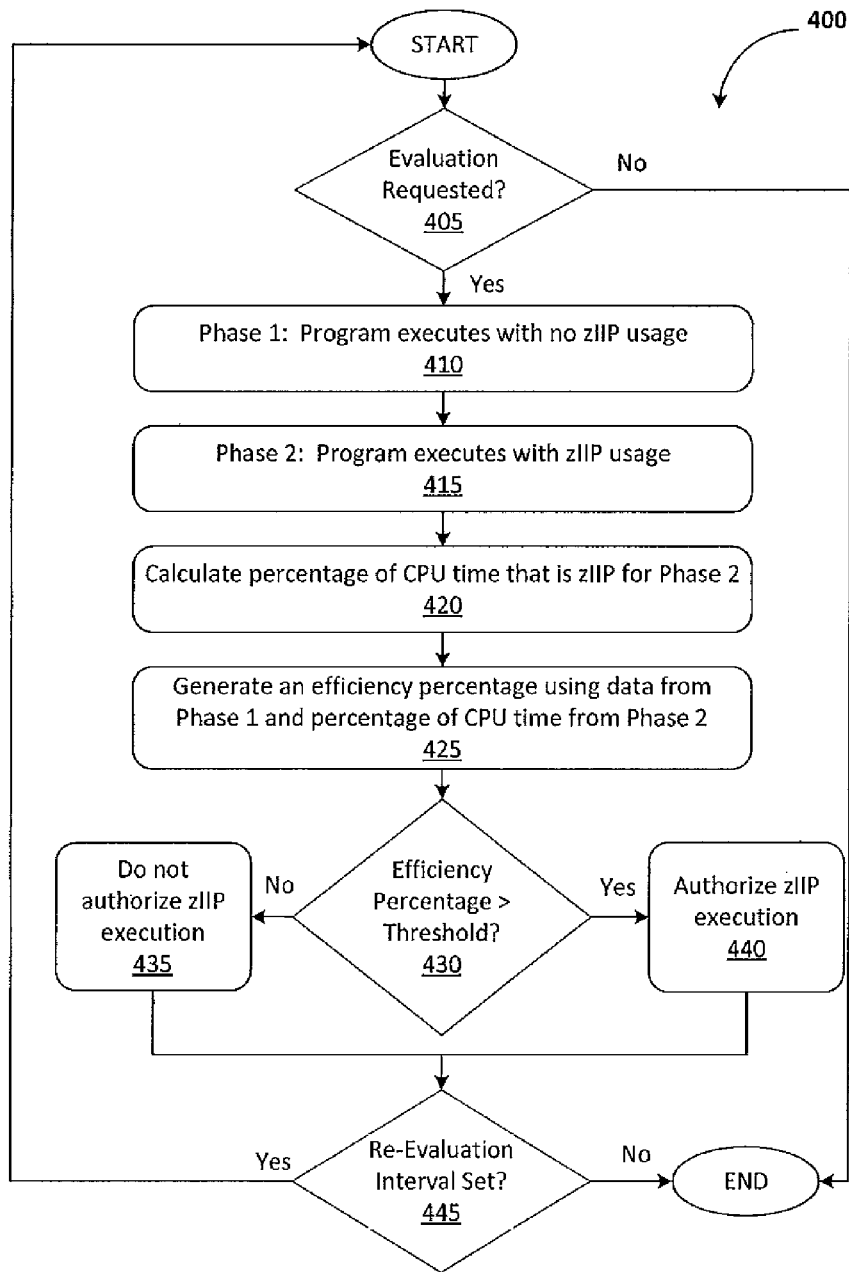 400
START
Evaluation
Requested?
405
No
Yes
Phase 1: Program executes with no zIIP usage
410
Phase 2: Program executes with zIIP usage
415
Calculate percentage of CPU time that is zIIP for Phase 2
420
Generate an efficiency percentage using data from
Phase 1 and percentage of CPU time from Phase 2
425
Do not
authorize zIIP
execution
435
No
Efficiency
Percentage >
Threshold?
430
Yes
Authorize zIIP
execution
440
Yes
Re-Evaluation
Interval Set?
445
No
END